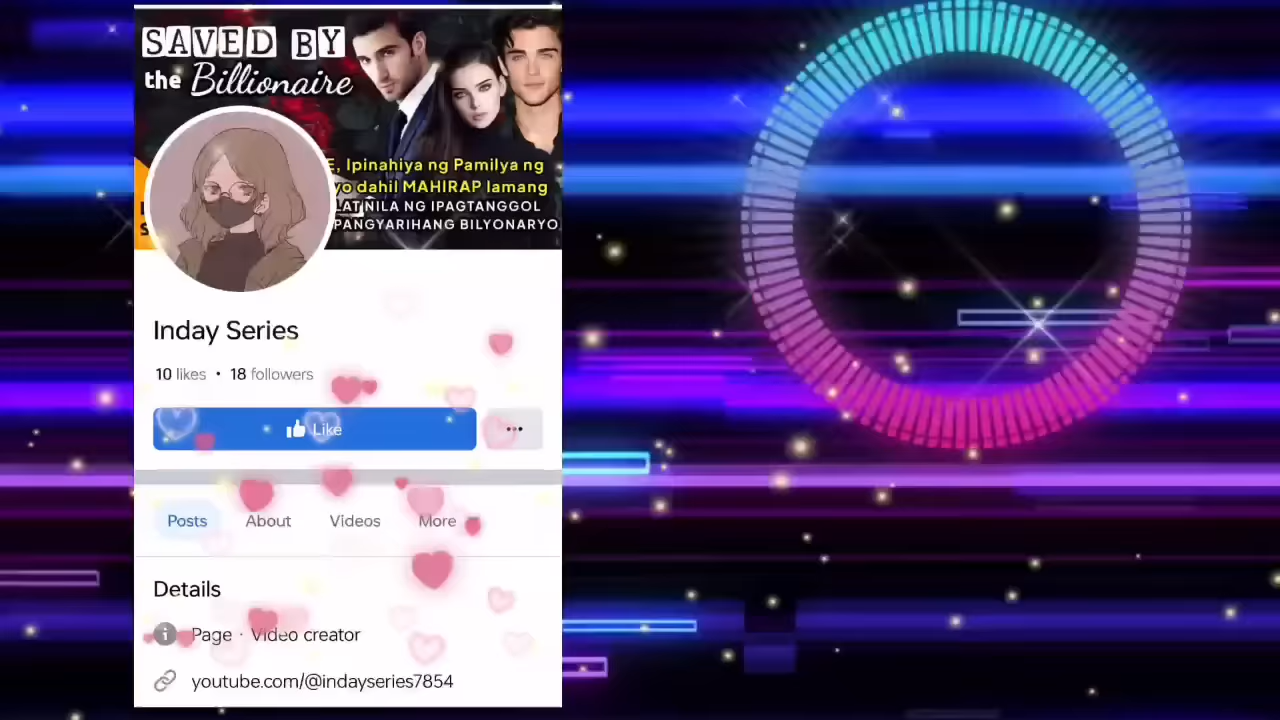 SAVED BY
the Billionaire
E, Ipinahiya ng Pamilya ng
yo dahil MAHIRAP lamang
LAT NILA NG IPAGTANGGOL
PANGYARIHANG BILYONARYO
Inday Series
10 likes • 18 followers
Like
Posts About Videos More
Details
Page · Video creator
youtube.com/@indayseries7854